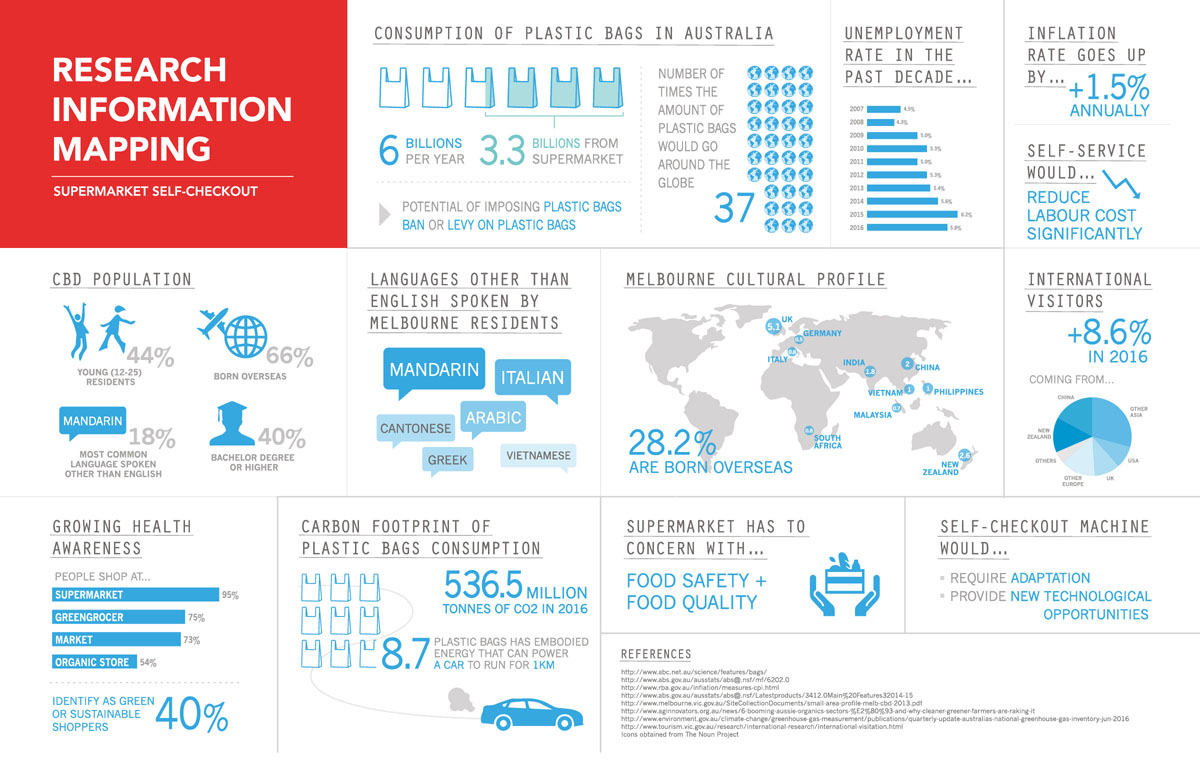 RESEARCH
INFORMATION
MAPPING
SUPERMARKET SELF-CHECKOUT
CONSUMPTION OF PLASTIC BAGS IN AUSTRALIA
6 BILLIONS
PER YEAR
3.3 BILLIONS FROM
SUPERMARKET
POTENTIAL OF IMPOSING PLASTIC BAGS
BAN OR LEVY ON PLASTIC BAGS
NUMBER OF
TIMES THE
AMOUNT OF
PLASTIC BAGS
WOULD GO
AROUND THE
GLOBE
37
UNEMPLOYMENT
RATE IN THE
PAST DECADE...
2007 4.5%
2008 4.3%
2009 5.0%
2010 5.3%
2011 5.0%
2012 5.3%
2013 5.4%
2014 5.8%
2015 6.2%
2016 5.8%
INFLATION
RATE GOES UP
BY... +1.5%
ANNUALLY
SELF-SERVICE
WOULD...
REDUCE
LABOUR COST
SIGNIFICANTLY
CBD POPULATION
44%
YOUNG (12-25)
RESIDENTS
66%
BORN OVERSEAS
MANDARIN
18%
MOST COMMON
LANGUAGE SPOKEN
OTHER THAN ENGLISH
40%
BACHELOR DEGREE
OR HIGHER
LANGUAGES OTHER THAN
ENGLISH SPOKEN BY
MELBOURNE RESIDENTS
MANDARIN
ITALIAN
ARABIC
CANTONESE
GREEK
VIETNAMESE
MELBOURNE CULTURAL PROFILE
UK
5.1
GERMANY
ITALY
INDIA
1.8
2
CHINA
VIETNAM
1
1
PHILIPPINES
MALAYSIA
SOUTH
AFRICA
NEW
ZEALAND
28.2%
ARE BORN OVERSEAS
INTERNATIONAL
VISITORS
+8.6%
IN 2016
COMING FROM...
CHINA
OTHER
ASIA
NEW
ZEALAND
OTHERS
USA
OTHER
EUROPE
UK
GROWING HEALTH
AWARENESS
PEOPLE SHOP AT...
SUPERMARKET 95%
GREENGROCER 75%
MARKET 73%
ORGANIC STORE 54%
IDENTIFY AS GREEN
OR SUSTAINABLE
SHOPPERS
40%
CARBON FOOTPRINT OF
PLASTIC BAGS CONSUMPTION
536.5 MILLION
TONNES OF CO2 IN 2016
8.7 PLASTIC BAGS HAS EMBODIED
ENERGY THAT CAN POWER
A CAR TO RUN FOR 1KM
SUPERMARKET HAS TO
CONCERN WITH...
FOOD SAFETY +
FOOD QUALITY
SELF-CHECKOUT MACHINE
WOULD...
REQUIRE ADAPTATION
PROVIDE NEW TECHNOLOGICAL
OPPORTUNITIES
REFERENCES
http://www.abc.net.au/science/features/bags/
http://www.abs.gov.au/ausstats/abs@.nsf/mf/6202.0
http://www.rba.gov.au/inflation/measures-cpi.html
http://www.abs.gov.au/ausstats/abs@.nsf/Latestproducts/3412.0Main%20Features32014-15
http://www.melbourne.vic.gov.au/SiteCollectionDocuments/small-area-profile-melb-cbd-2013.pdf
http://www.aginnovators.org.au/news/6-booming-aussie-organics-sectors-%E2%80%93-and-why-cleaner-greener-farmers-are-raking-it
http://www.environment.gov.au/climate-change/greenhouse-gas-measurement/publications/quarterly-update-australias-national-greenhouse-gas-inventory-jun-2016
http://www.tourism.vic.gov.au/research/international-research/international-visitation.html
Icons obtained from The Noun Project